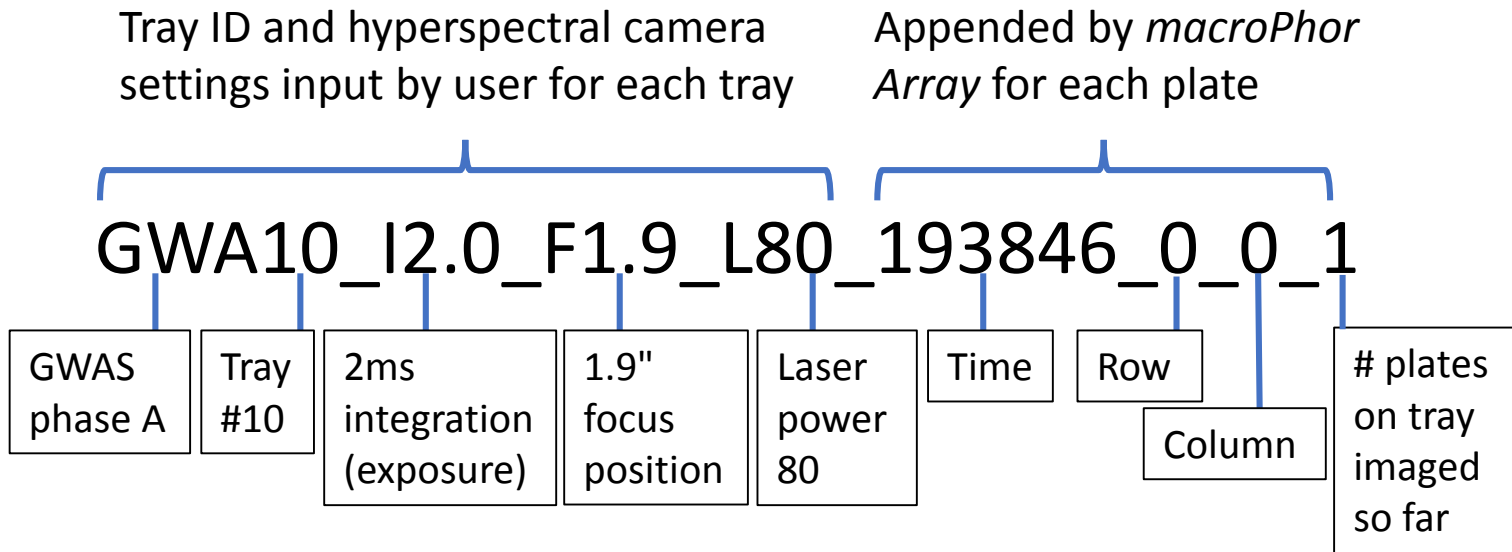 Tray ID and hyperspectral camera
settings input by user for each tray
Appended by macroPhor
Array for each plate
GWA10_I2.0_F1.9_L80_193846_0_0_1
GWAS
phase A
Tray
#10
2ms
integration
(exposure)
1.9"
focus
position
Laser
power
80
Time
Row
Column
# plates
on tray
imaged
so far